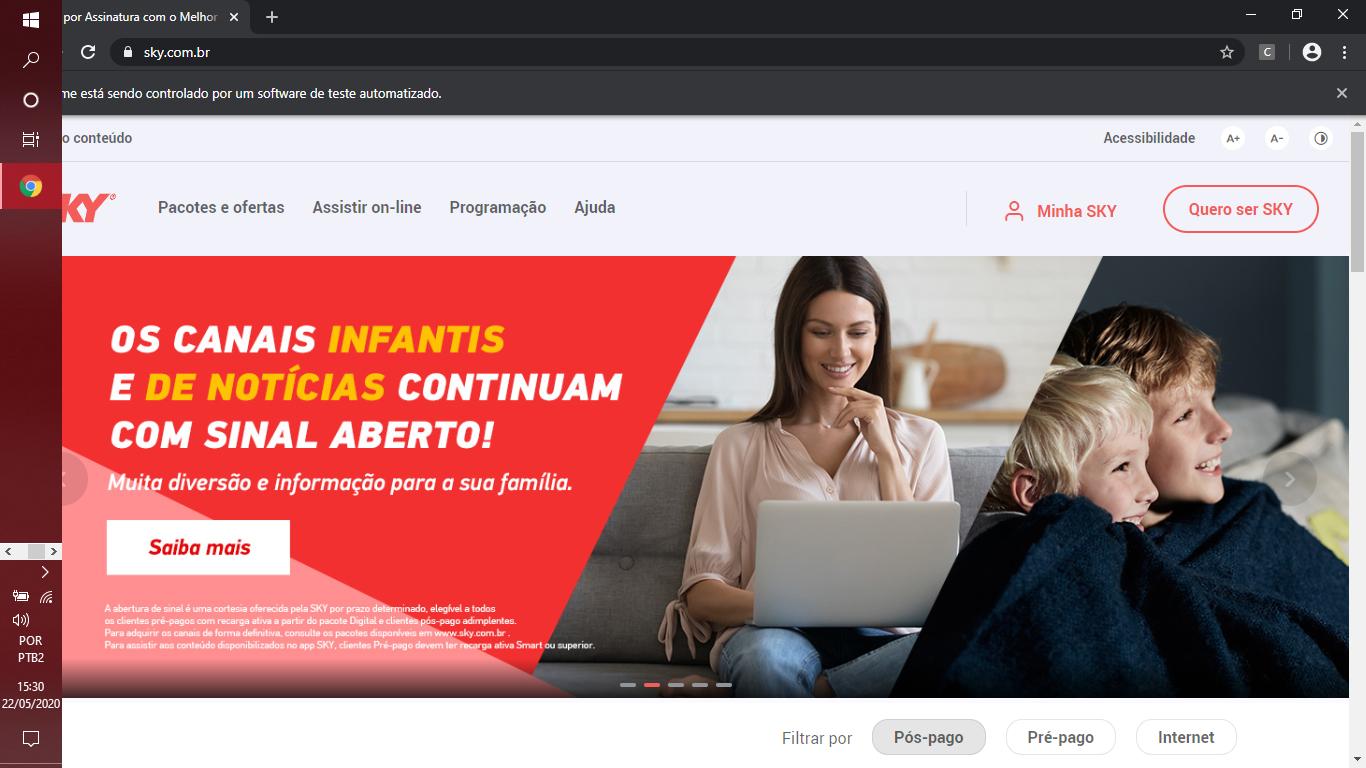 por Assinatura com o Melhor
sky.com.br
C
me está sendo controlado por um software de teste automatizado.
o conteúdo
Acessibilidade
A+
A-
KY
Pacotes e ofertas
Assistir on-line
Programação
Ajuda
Minha SKY
Quero ser SKY
OS CANAIS INFANTIS
E DE NOTÍCIAS CONTINUAM
COM SINAL ABERTO!
Muita diversão e informação para a sua família.
Saiba mais
A abertura de sinal é uma cortesia oferecida pela SKY por prazo determinado, elegível a todos
os clientes pré-pagos com recarga ativa a partir do pacote Digital e clientes pós-pago adimplentes.
Para adquirir os canais de forma definitiva, consulte os pacotes disponíveis em www.sky.com.br .
Para assistir aos conteúdo disponibilizados no app SKY, clientes Pré-pago devem ter recarga ativa Smart ou superior.
Filtrar por
Pós-pago
Pré-pago
Internet
POR
PTB2
15:30
22/05/2020